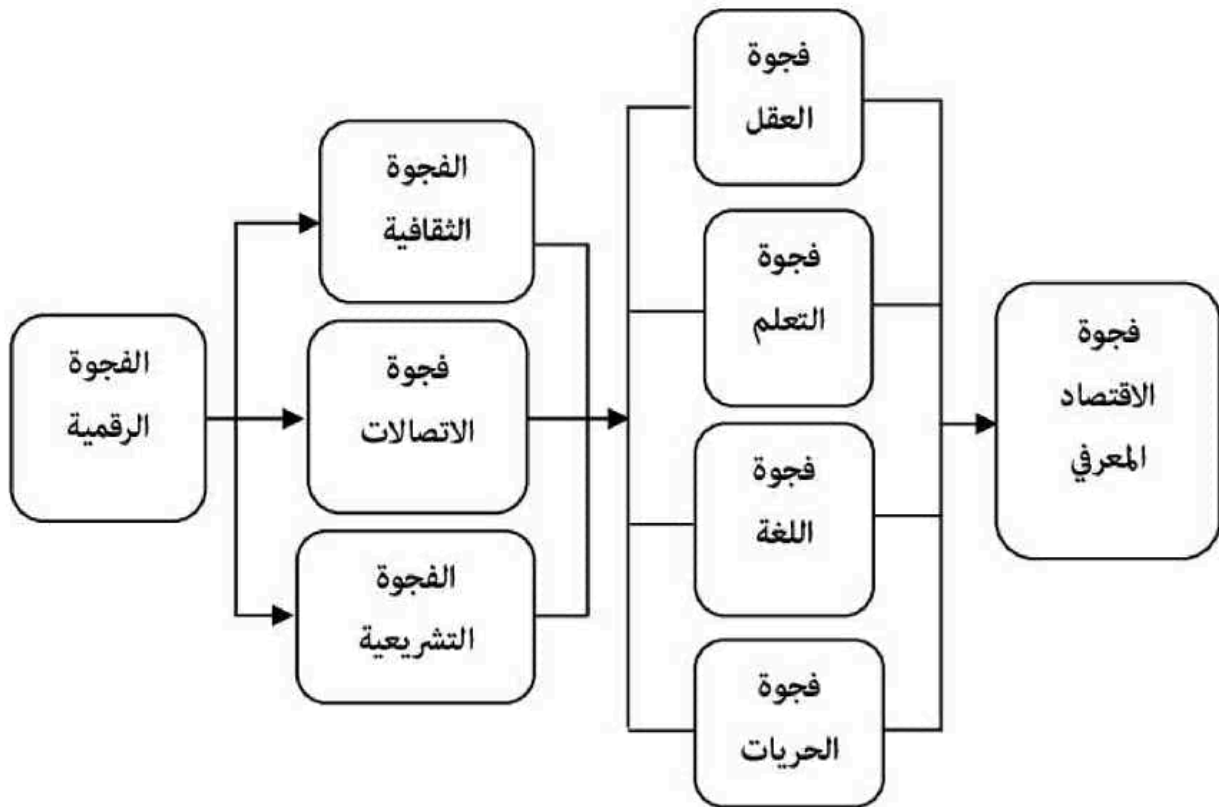 الفجوة
الرقمية
الفجوة
الثقافية
فجوة
الاتصالات
الفجوة
التشريعية
فجوة
العقل
فجوة
التعلم
فجوة
اللغة
فجوة
الحريات
فجوة
الاقتصاد
المعرفي